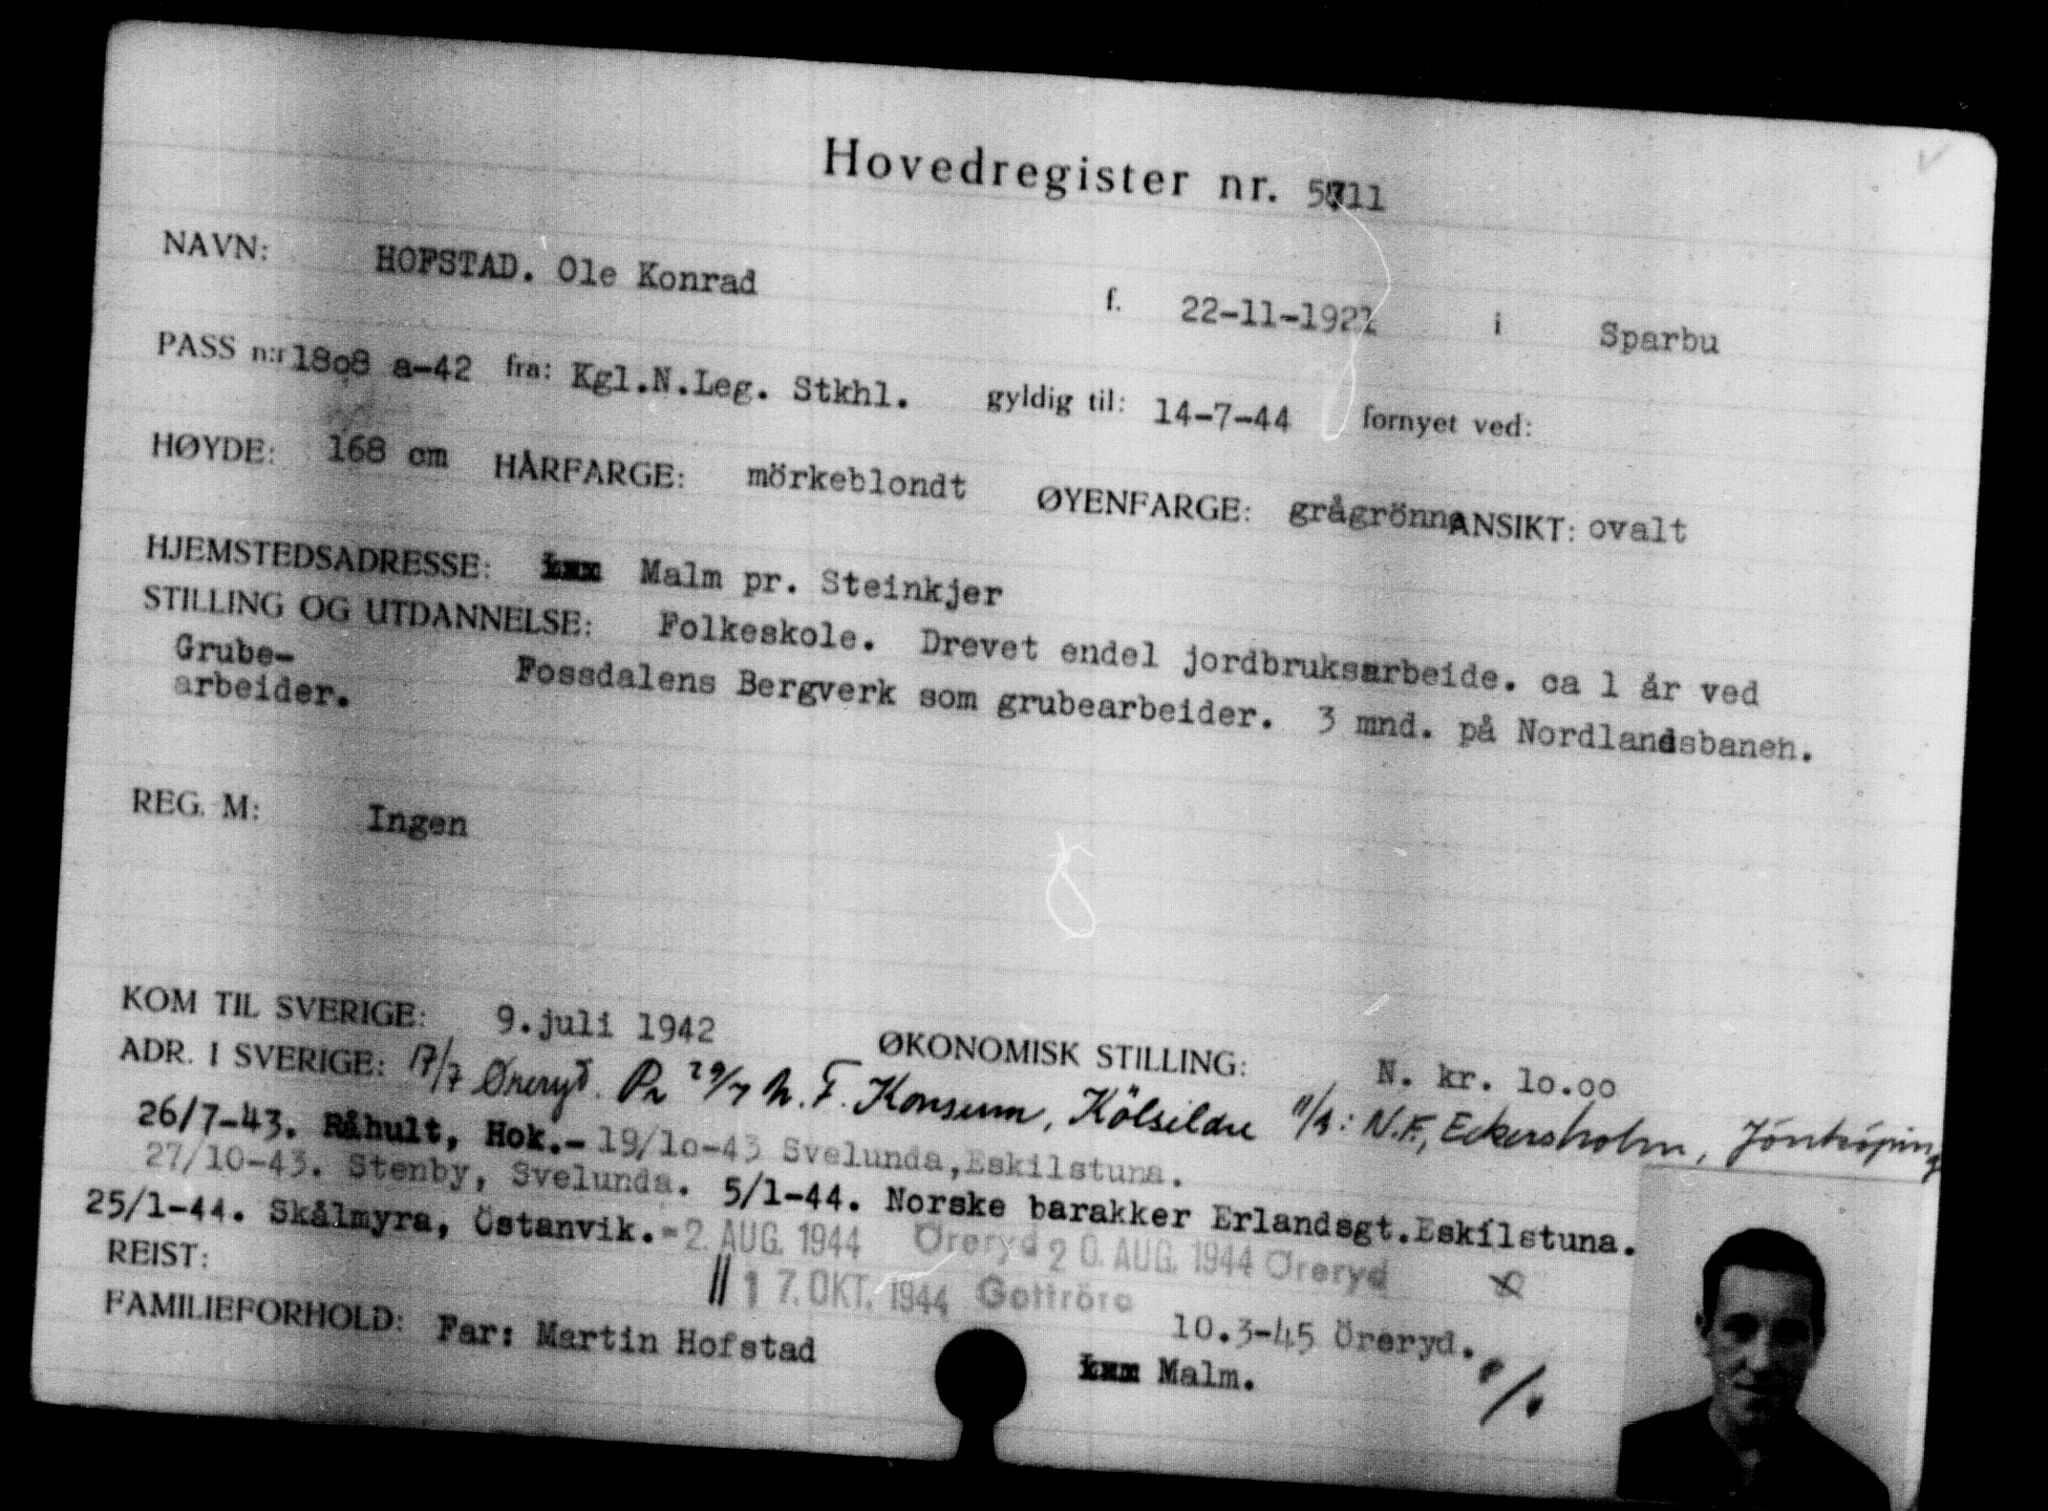 Hovedregister nr. 5711
NAVN: HOFSTAD. Ole Konrad f. 22-11-1921 i Sparbu
PASS n:r 1808 a-42 fra: Kgl.N.Leg. Stkhl. gyldig til: 14-7-44 fornyet ved:
HØYDE: 168 cm HÅRFARGE: mörkeblondt ØYENFARGE: grågrönne ANSIKT: ovalt
HJEMSTEDSADRESSE: Malm pr. Steinkjer
STILLING OG UTDANNELSE: Folkeskole. Drevet endel jordbruksarbeide. ca 1 år ved
Grube- Fossdalens Bergverk som grubearbeider. 3 mnd. på Nordlandsbanen.
arbeider.
REG. M: Ingen
KOM TIL SVERIGE: 9.juli 1942 ØKONOMISK STILLING: N. kr. 10.00
ADR. I SVERIGE: 17/7 Øreryd. Pr 29/7 N.F. Konsum, Kölsildre : N.F., Eckersholm, Jönköping
26/7-43. Råhult, Hok.- 19/10-43 Svelunda, Eskilstuna.
27/10-43. Stenby, Svelunda. 5/1-44. Norske barakker Erlandsgt.Eskilstuna.
25/1-44. Skålmyra, Östanvik.- 2. AUG. 1944 Öreryd 20. AUG. 1944 Öreryd
REIST: 17. OKT. 1944 Gottröra
10.3-45 Öreryd.
FAMILIEFORHOLD: Far: Martin Hofstad Malm.